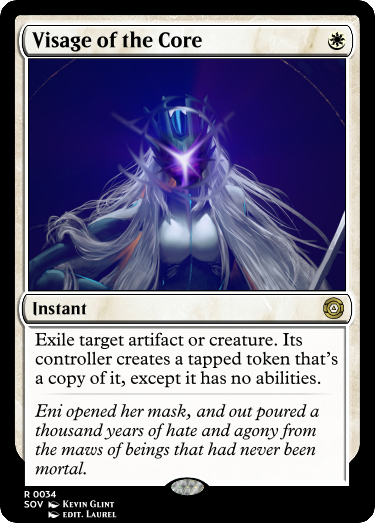 Visage of the Core
Instant
Exile target artifact or creature. Its
controller creates a tapped token that's
a copy of it, except it has no abilities.
Eni opened her mask, and out poured a
thousand years of hate and agony from
the maws of beings that had never been
mortal.
R 0034
SOV Kevin Glint
edit. Laurel